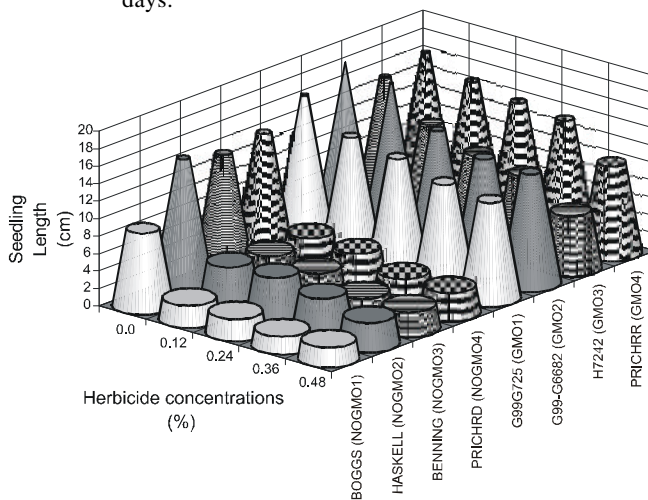 days.
20
18
16
14
12
10
8
6
4
2
0
Seedling
Length
(cm)
0.0
0.12
0.24
0.36
0.48
Herbicide concentrations
(%)
BOGGS (NOGMO1)
HASKELL (NOGMO2)
BENNING (NOGMO3)
PRICHRD (NOGMO4)
G99G725 (GMO1)
G99-G6682 (GMO2)
H7242 (GMO3)
PRICHRR (GMO4)